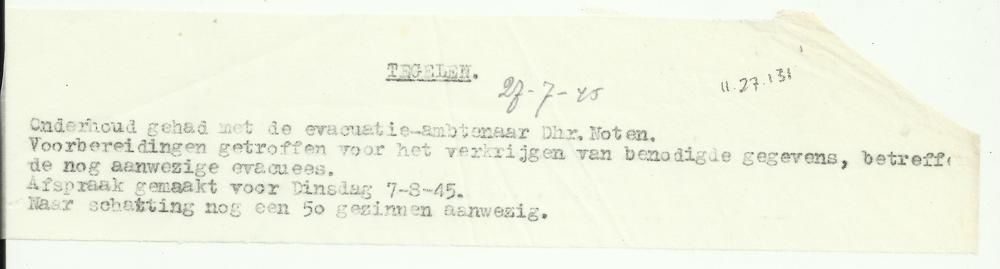 TEGELEN.
27-7-45
11.27.131
Onderhoud gehad met de evacuatie-ambtenaar Dhr. Noten.
Voorbereidingen getroffen voor het verkrijgen van benodigde gegevens, betreffe
de nog aanwezige evacuees.
Afspraak gemaakt voor Dinsdag 7-8-45.
Naar schatting nog een 50 gezinnen aanwezig.